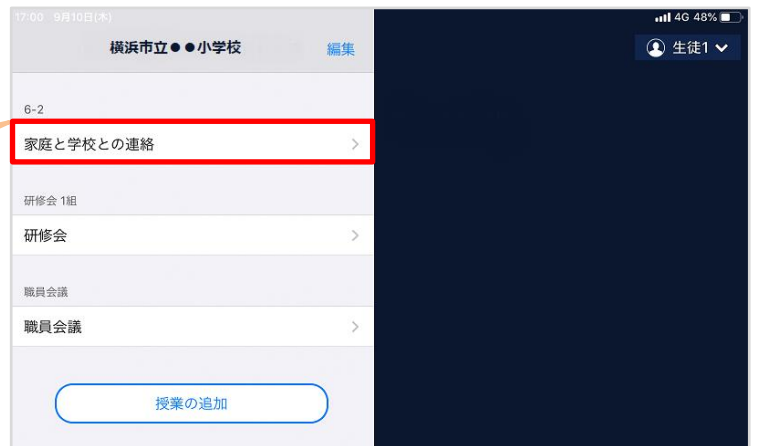 17:00 9月10日(木)
4G 48%
横浜市立●●小学校
編集
生徒1
6-2
家庭と学校との連絡
研修会 1組
研修会
職員会議
職員会議
授業の追加